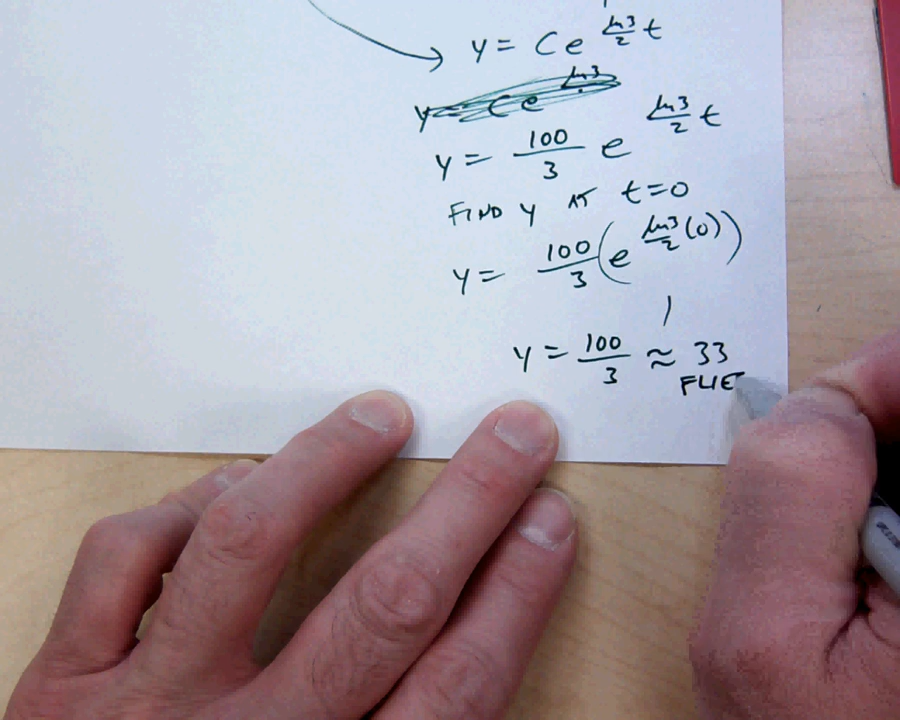 y = Ce^(ln3/2 t)
y = 100/3 e^(ln3/2 t)
FIND y AT t=0
y = 100/3 (e^(ln3/2 (0)))
1
y = 100/3 ≈ 33
FLIE